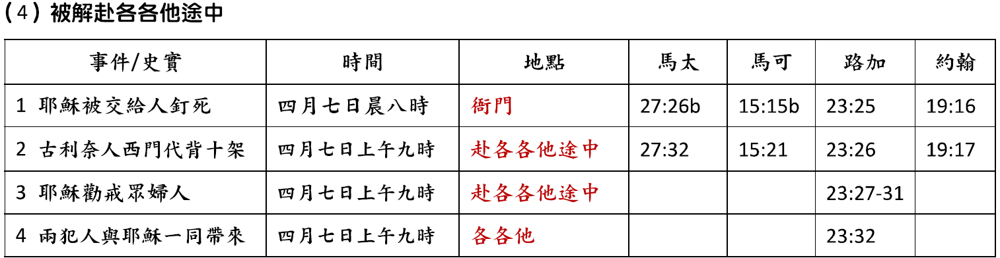 （4）被解赴各各他途中
事件/史實 時間 地點 馬太 馬可 路加 約翰
1 耶穌被交給人釘死 四月七日晨八時 衙門 27:26b 15:15b 23:25 19:16
2 古利奈人西門代背十架 四月七日上午九時 赴各各他途中 27:32 15:21 23:26 19:17
3 耶穌勸戒眾婦人 四月七日上午九時 赴各各他途中 23:27-31
4 兩犯人與耶穌一同帶來 四月七日上午九時 各各他 23:32